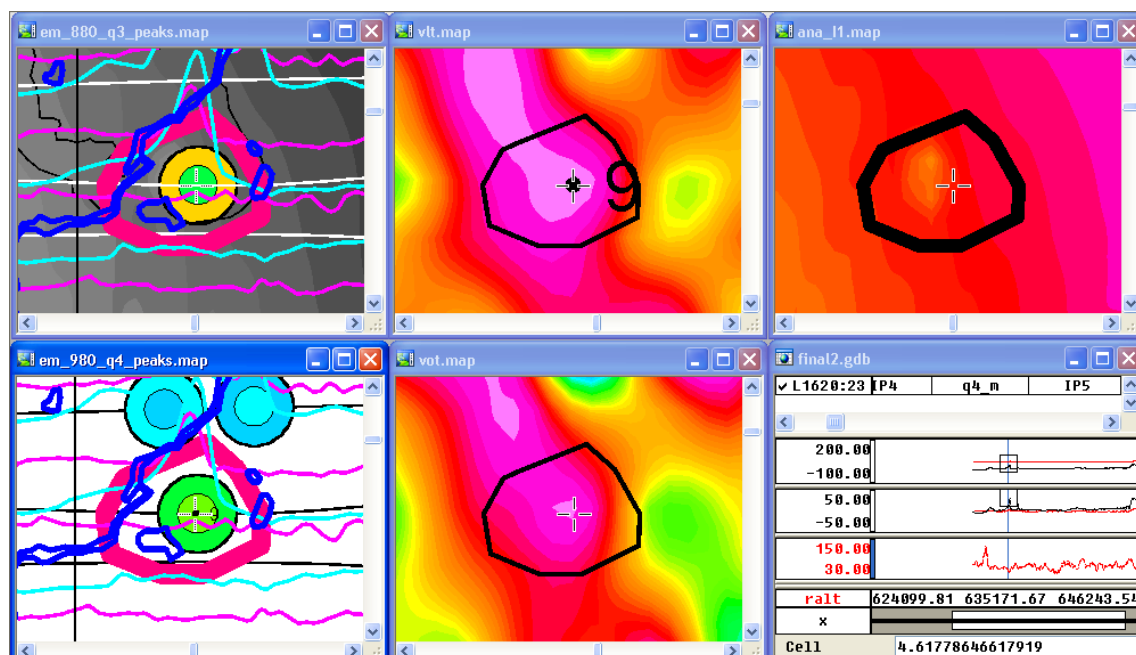 em_880_q3_peaks.map
vlt.map
ana_l1.map
9
em_980_q4_peaks.map
vot.map
final2.gdb
L1620:23 IP4 q4_m IP5
200.00
-100.00
50.00
-50.00
150.00
30.00
ralt 624099.81 635171.67 646243.54
x
Cell 4.61778646617919